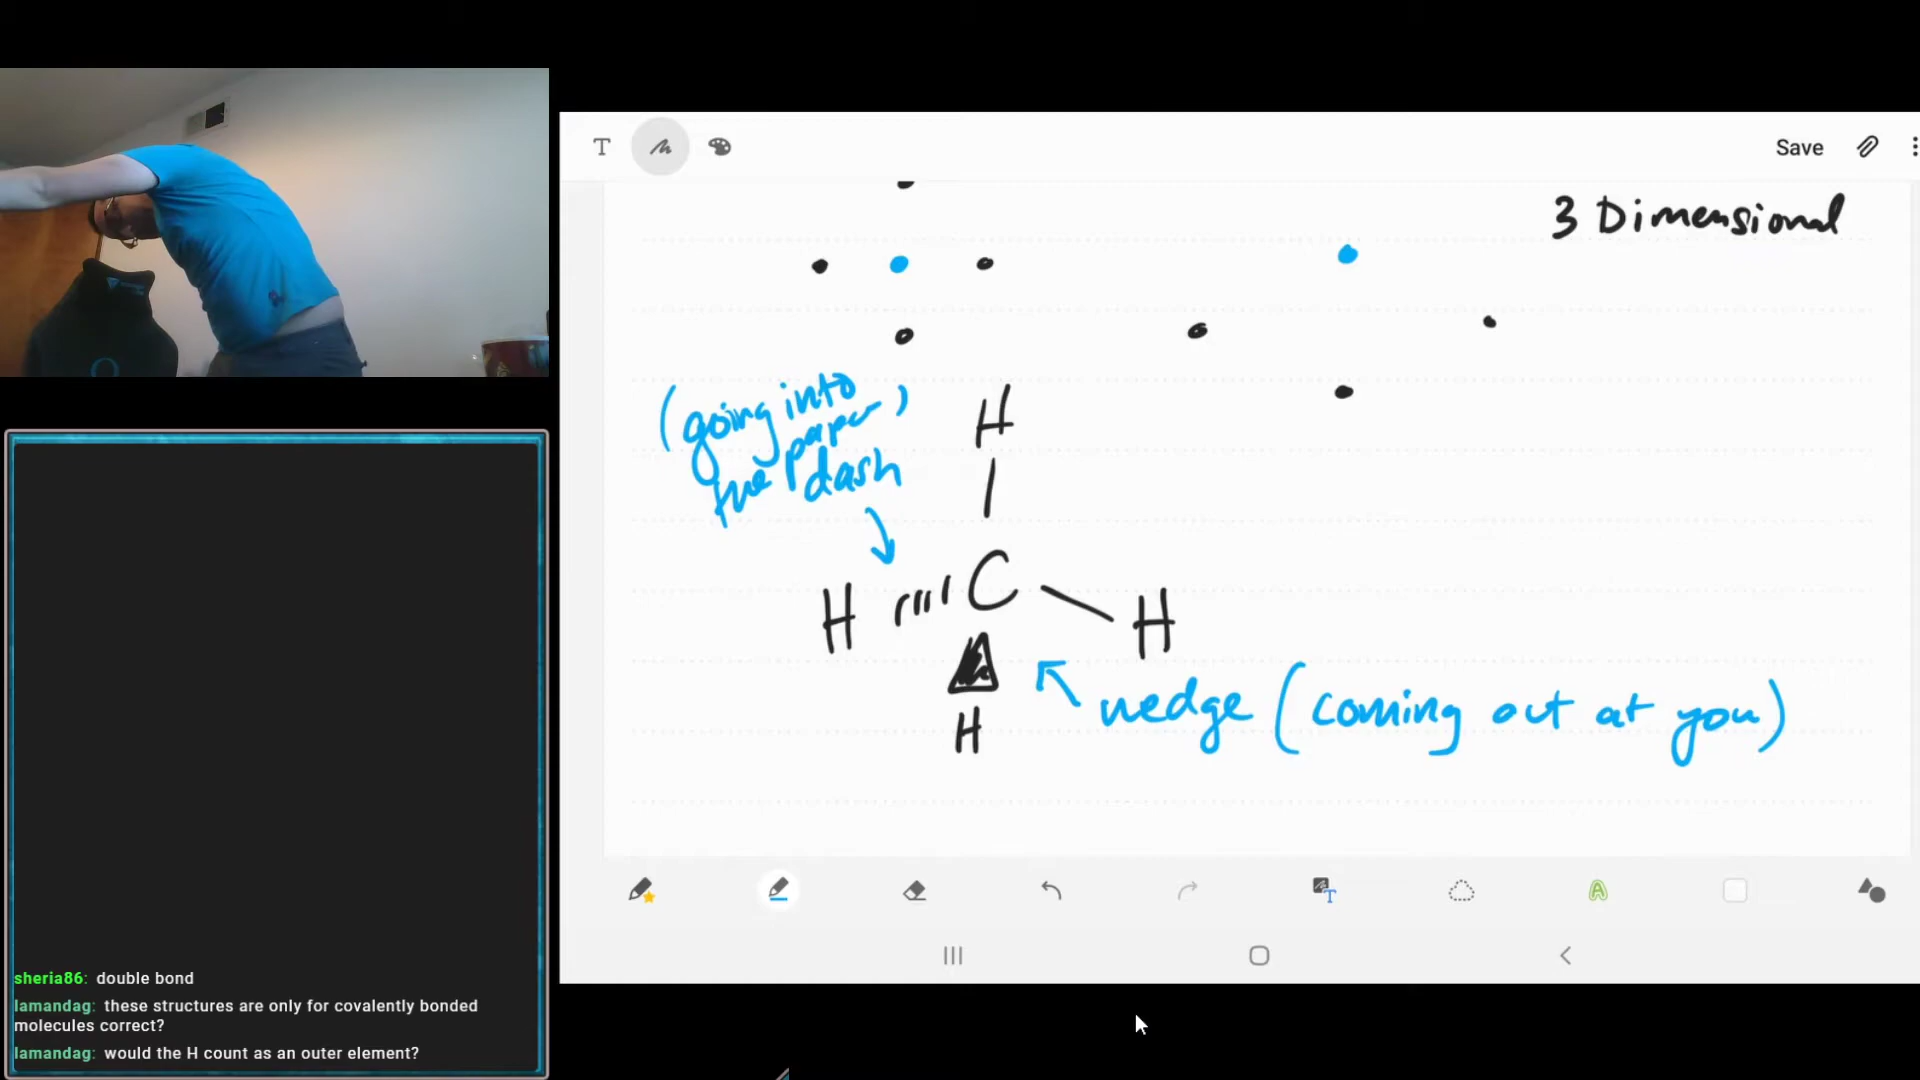 T
Save
3 Dimensional
(going into
the paper)
dash
H
H C H
H
wedge (coming out at you)
sheria86: double bond
lamandag: these structures are only for covalently bonded
molecules correct?
lamandag: would the H count as an outer element?